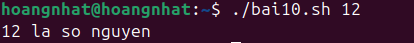 hoangnhat@hoangnhat:~$ ./bai10.sh 12
12 la so nguyen